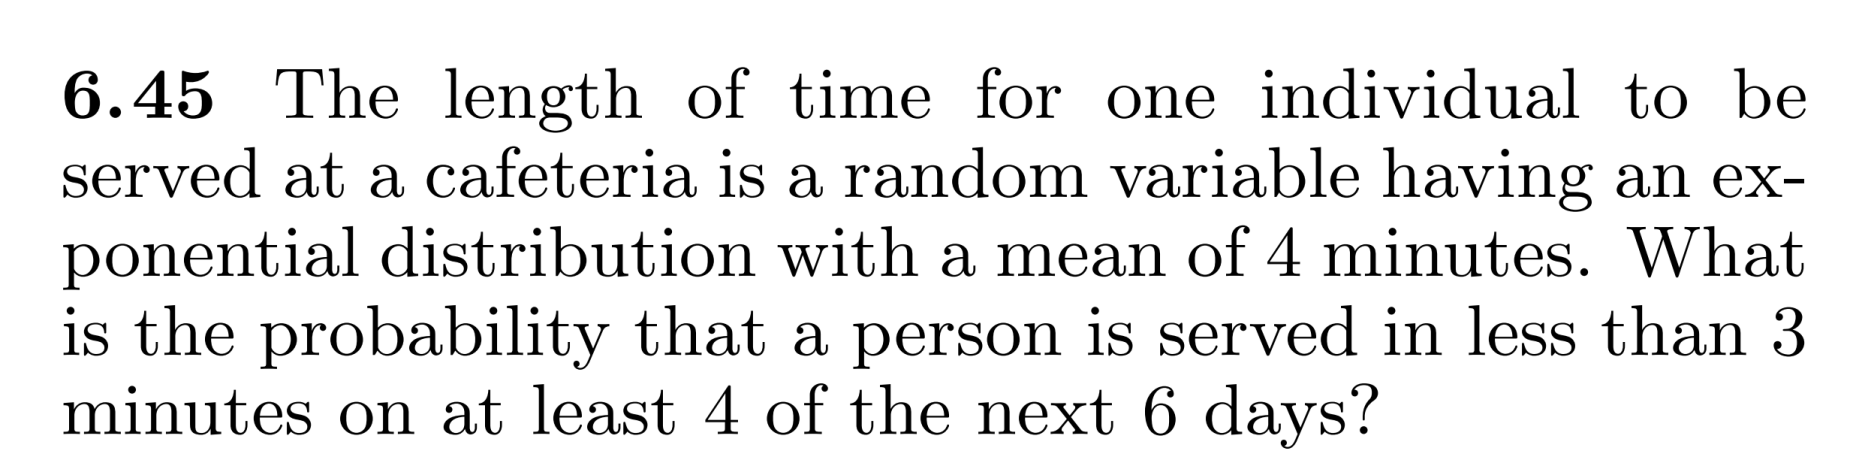 6.45 The length of time for one individual to be
served at a cafeteria is a random variable having an ex-
ponential distribution with a mean of 4 minutes. What
is the probability that a person is served in less than 3
minutes on at least 4 of the next 6 days?